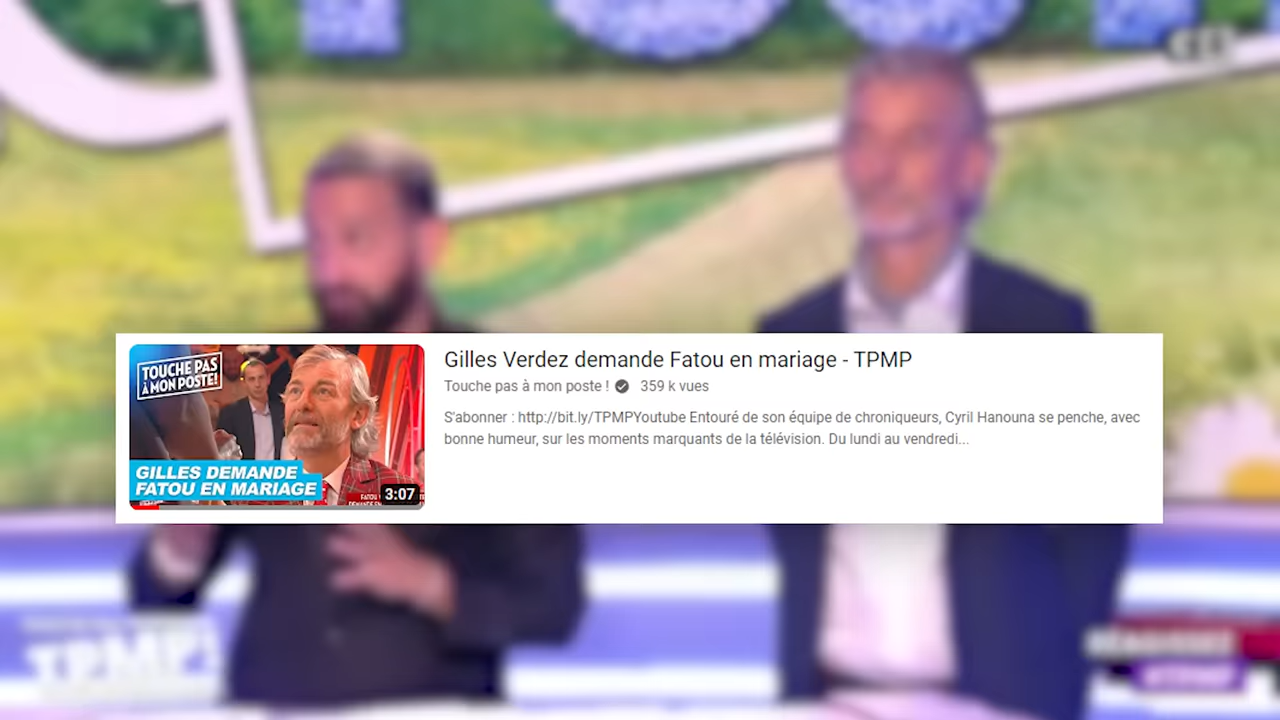 TOUCHE PAS
À MON POSTE!
GILLES DEMANDE
FATOU EN MARIAGE
3:07
Gilles Verdez demande Fatou en mariage - TPMP
Touche pas à mon poste ! 359 k vues
S'abonner : http://bit.ly/TPMPYoutube Entouré de son équipe de chroniqueurs, Cyril Hanouna se penche, avec
bonne humeur, sur les moments marquants de la télévision. Du lundi au vendredi...
TPMP!